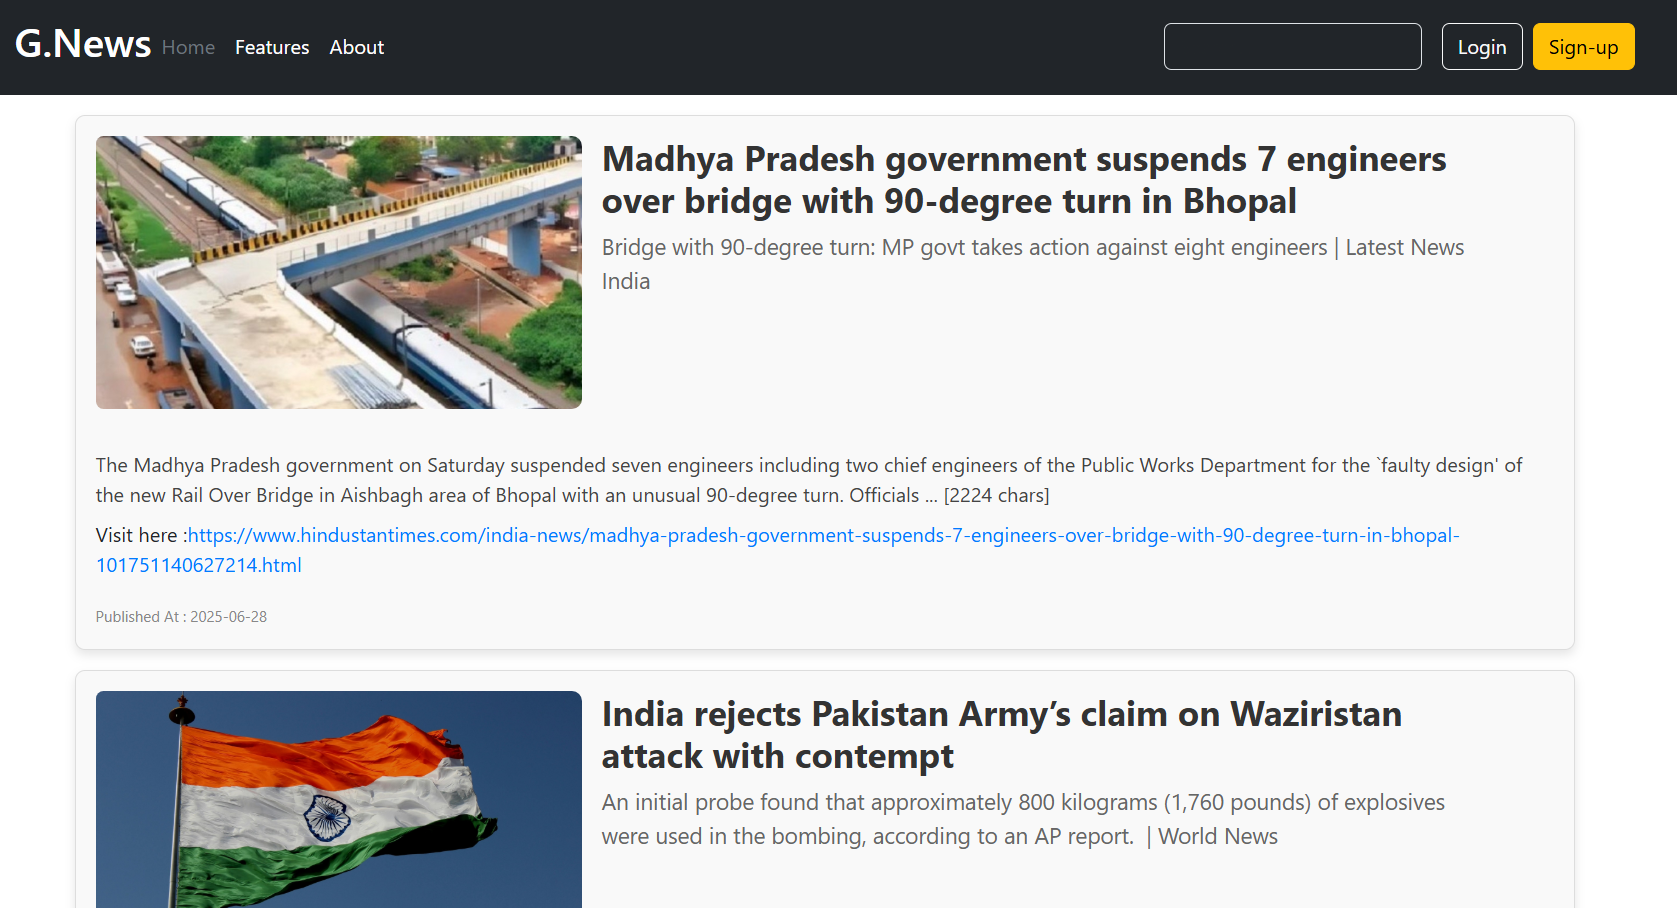 G.News Home Features About Login Sign-up
Madhya Pradesh government suspends 7 engineers
over bridge with 90-degree turn in Bhopal
Bridge with 90-degree turn: MP govt takes action against eight engineers | Latest News
India
The Madhya Pradesh government on Saturday suspended seven engineers including two chief engineers of the Public Works Department for the `faulty design' of
the new Rail Over Bridge in Aishbagh area of Bhopal with an unusual 90-degree turn. Officials ... [2224 chars]
Visit here :https://www.hindustantimes.com/india-news/madhya-pradesh-government-suspends-7-engineers-over-bridge-with-90-degree-turn-in-bhopal-
101751140627214.html
Published At : 2025-06-28
India rejects Pakistan Army’s claim on Waziristan
attack with contempt
An initial probe found that approximately 800 kilograms (1,760 pounds) of explosives
were used in the bombing, according to an AP report.  | World News